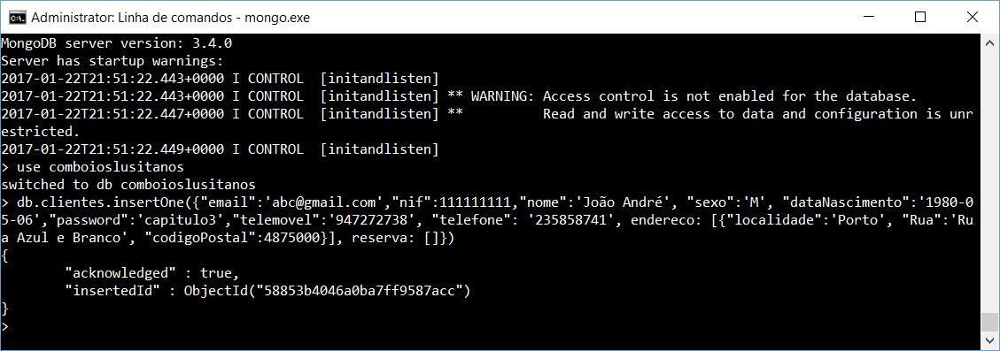 Administrator: Linha de comandos - mongo.exe
MongoDB server version: 3.4.0
Server has startup warnings:
2017-01-22T21:51:22.443+0000 I CONTROL  [initandlisten]
2017-01-22T21:51:22.443+0000 I CONTROL  [initandlisten] ** WARNING: Access control is not enabled for the database.
2017-01-22T21:51:22.447+0000 I CONTROL  [initandlisten] **          Read and write access to data and configuration is unr
estricted.
2017-01-22T21:51:22.449+0000 I CONTROL  [initandlisten]
> use comboioslusitanos
switched to db comboioslusitanos
> db.clientes.insertOne({"email":'abc@gmail.com',"nif":111111111,"nome":'João André', "sexo":'M', "dataNascimento":'1980-0
5-06',"password":'capitulo3',"telemovel":'947272738', "telefone": '235858741', endereco: [{"localidade":'Porto', "Rua":'Ru
a Azul e Branco', "codigoPostal":4875000}], reserva: []})
{
        "acknowledged" : true,
        "insertedId" : ObjectId("58853b4046a0ba7ff9587acc")
}
>